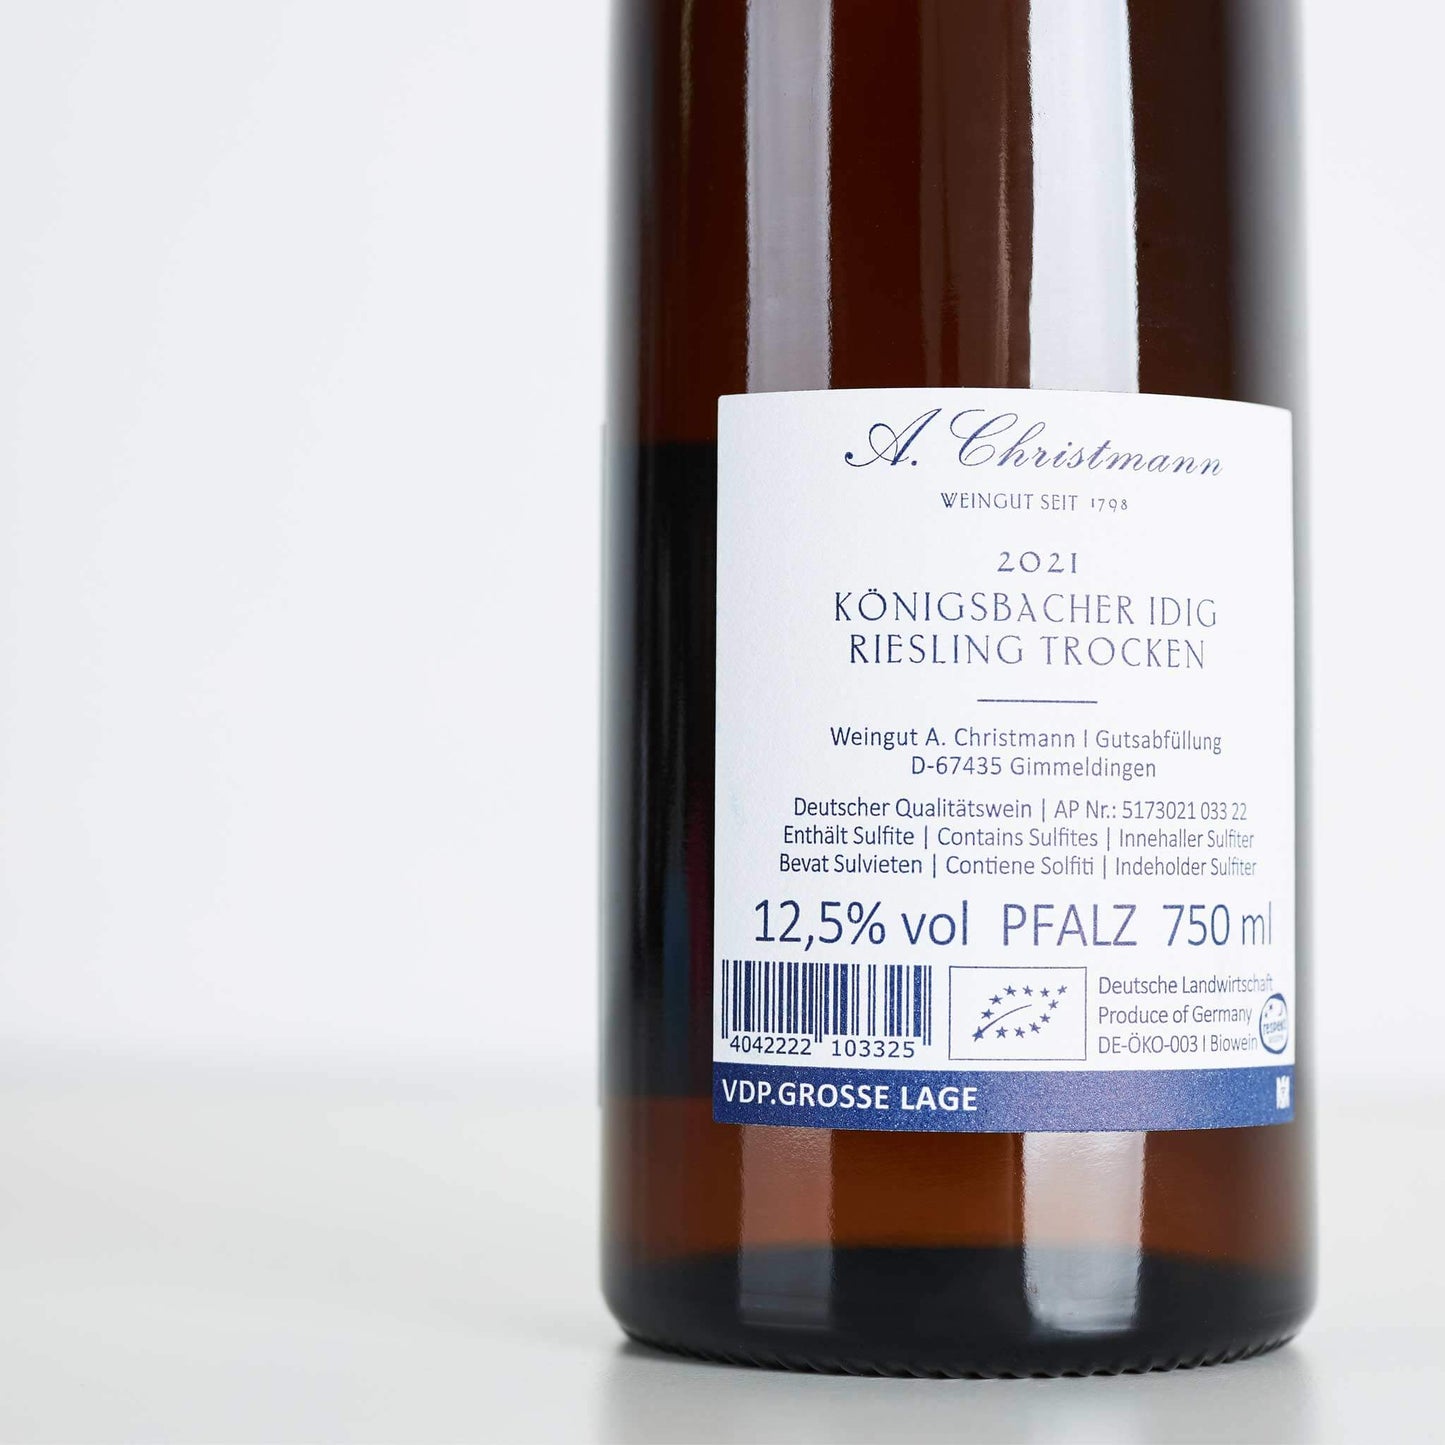 A. Christmann
WEINGUT SEIT 1798
2021
KÖNIGSBACHER IDIG
RIESLING TROCKEN
Weingut A. Christmann I Gutsabfüllung
D-67435 Gimmeldingen
Deutscher Qualitätswein | AP Nr.: 5173021 033 22
Enthält Sulfite | Contains Sulfites | Innehaller Sulfiter
Bevat Sulvieten | Contiene Solfiti | Indeholder Sulfiter
12,5% vol PFALZ 750 ml
4042222 103325
Deutsche Landwirtschaft
Produce of Germany
DE-ÖKO-003 I Biowein
respekt
VDP.GROSSE LAGE